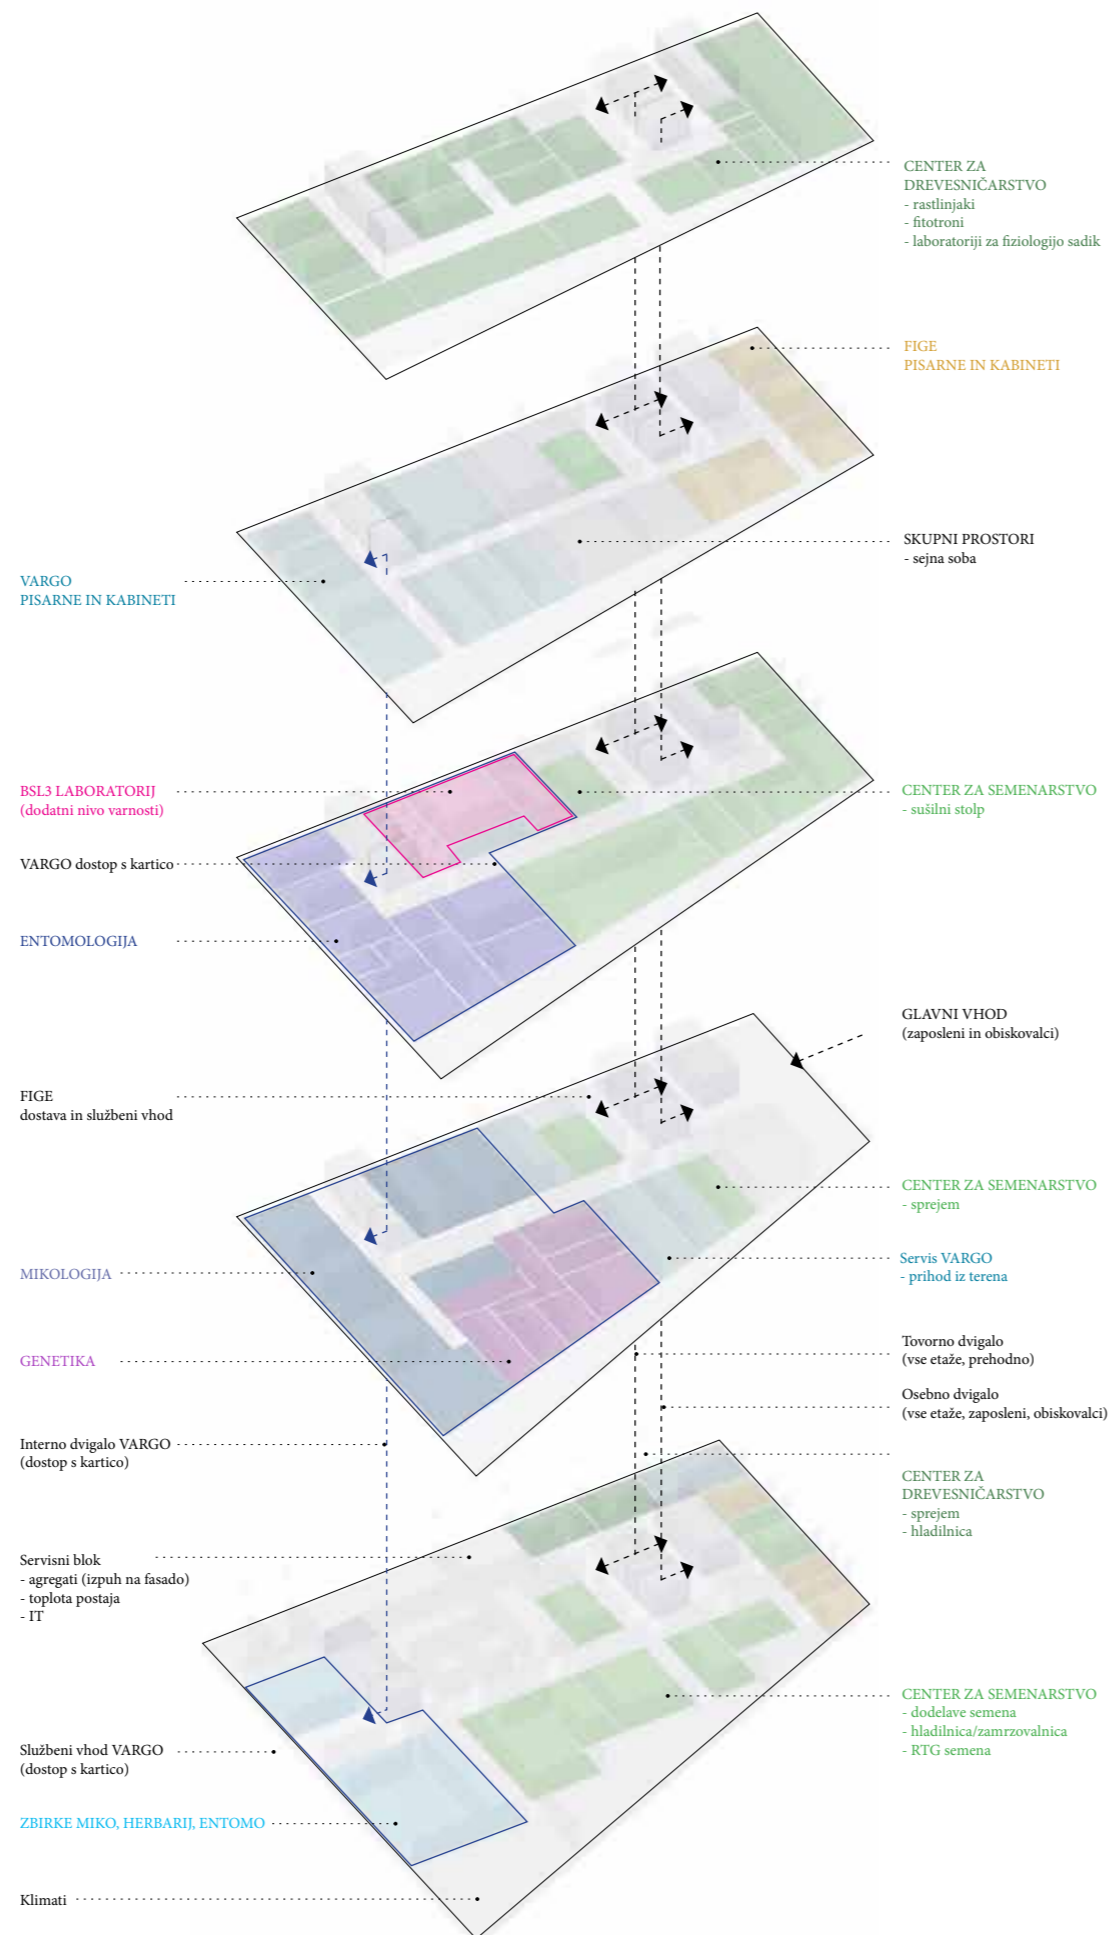 CENTER ZA
DREVESNIČARSTVO
- rastlinjaki
- fitotroni
- laboratoriji za fiziologijo sadik
FIGE
PISARNE IN KABINETI
SKUPNI PROSTORI
- sejna soba
VARGO
PISARNE IN KABINETI
BSL3 LABORATORIJ
(dodatni nivo varnosti)
CENTER ZA SEMENARSTVO
- sušilni stolp
VARGO dostop s kartico
ENTOMOLOGIJA
GLAVNI VHOD
(zaposleni in obiskovalci)
FIGE
dostava in službeni vhod
CENTER ZA SEMENARSTVO
- sprejem
Servis VARGO
- prihod iz terena
MIKOLOGIJA
GENETIKA
Tovorno dvigalo
(vse etaže, prehodno)
Osebno dvigalo
(vse etaže, zaposleni, obiskovalci)
Interno dvigalo VARGO
(dostop s kartico)
CENTER ZA
DREVESNIČARSTVO
- sprejem
- hladilnica
Servisni blok
- agregati (izpuh na fasado)
- toplota postaja
- IT
CENTER ZA SEMENARSTVO
- dodelave semena
- hladilnica/zamrzovalnica
- RTG semena
Službeni vhod VARGO
(dostop s kartico)
ZBIRKE MIKO, HERBARIJ, ENTOMO
Klimati